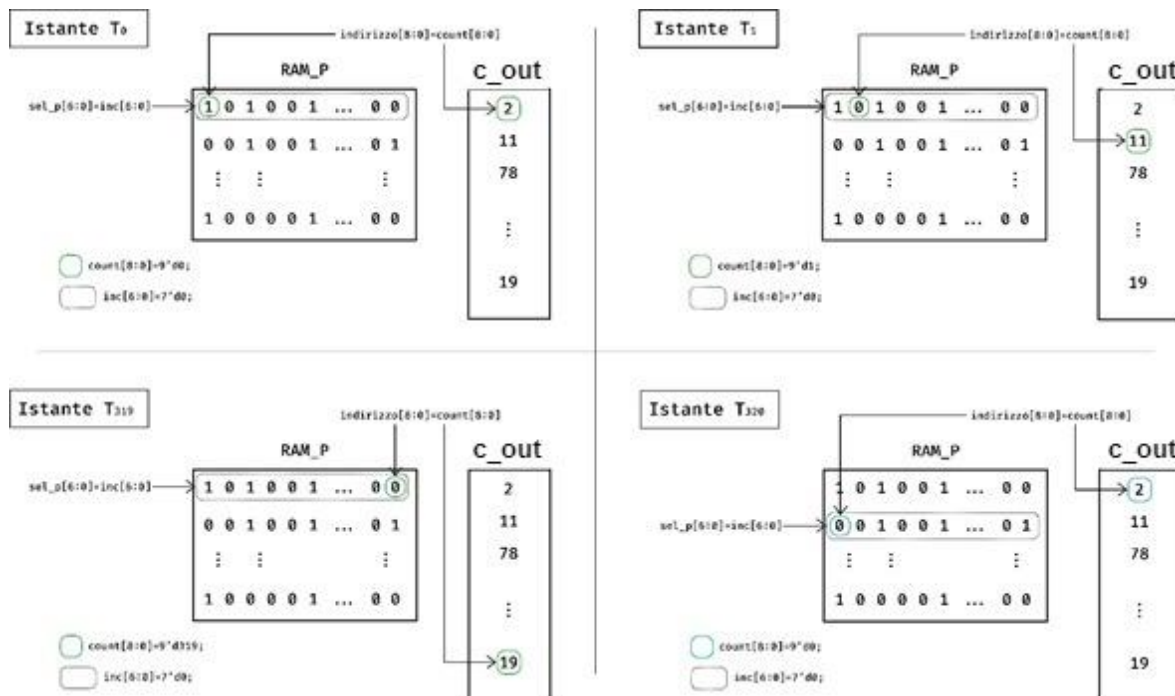 Istante T₀
indirizzo[8:0]=count[8:0]
RAM_P
c_out
sel_p[6:0]=inc[6:0]
1 0 1 0 0 1 ... 0 0
0 0 1 0 0 1 ... 0 1
⋮ ⋮ ⋮
1 0 0 0 0 1 ... 0 0
2
11
78
⋮
19
count[8:0]=9'd0;
inc[6:0]=7'd0;
Istante T₁
indirizzo[8:0]=count[8:0]
RAM_P
c_out
sel_p[6:0]=inc[6:0]
1 0 1 0 0 1 ... 0 0
0 0 1 0 0 1 ... 0 1
⋮ ⋮ ⋮
1 0 0 0 0 1 ... 0 0
2
11
78
⋮
19
count[8:0]=9'd1;
inc[6:0]=7'd0;
Istante T₃₁₉
indirizzo[8:0]=count[8:0]
RAM_P
c_out
sel_p[6:0]=inc[6:0]
1 0 1 0 0 1 ... 0 0
0 0 1 0 0 1 ... 0 1
⋮ ⋮ ⋮
1 0 0 0 0 1 ... 0 0
2
11
78
⋮
19
count[8:0]=9'd319;
inc[6:0]=7'd0;
Istante T₃₂₀
indirizzo[8:0]=count[8:0]
RAM_P
c_out
sel_p[6:0]=inc[6:0]
1 0 1 0 0 1 ... 0 0
0 0 1 0 0 1 ... 0 1
⋮ ⋮ ⋮
1 0 0 0 0 1 ... 0 0
2
11
78
⋮
19
count[8:0]=9'd0;
inc[6:0]=7'd0;